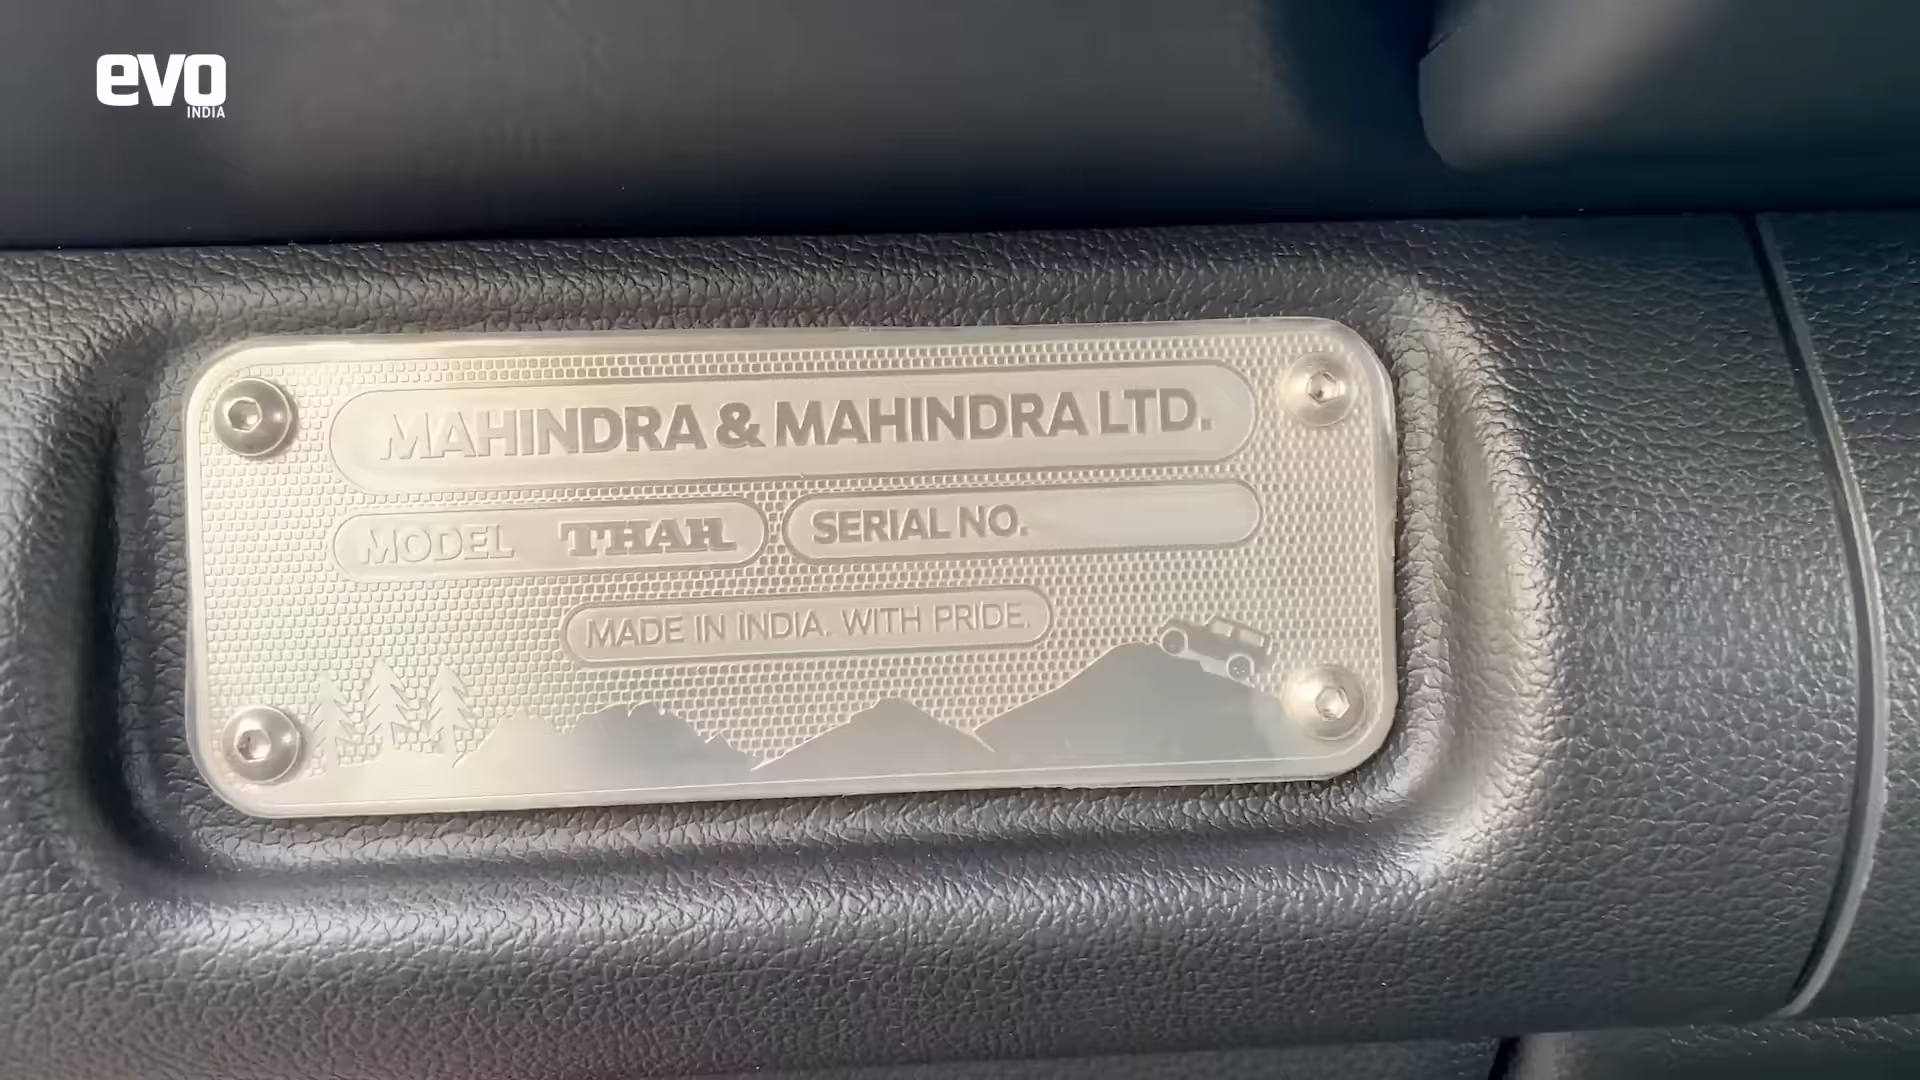 evo
INDIA
MAHINDRA & MAHINDRA LTD.
MODEL THAR
SERIAL NO.
MADE IN INDIA. WITH PRIDE.